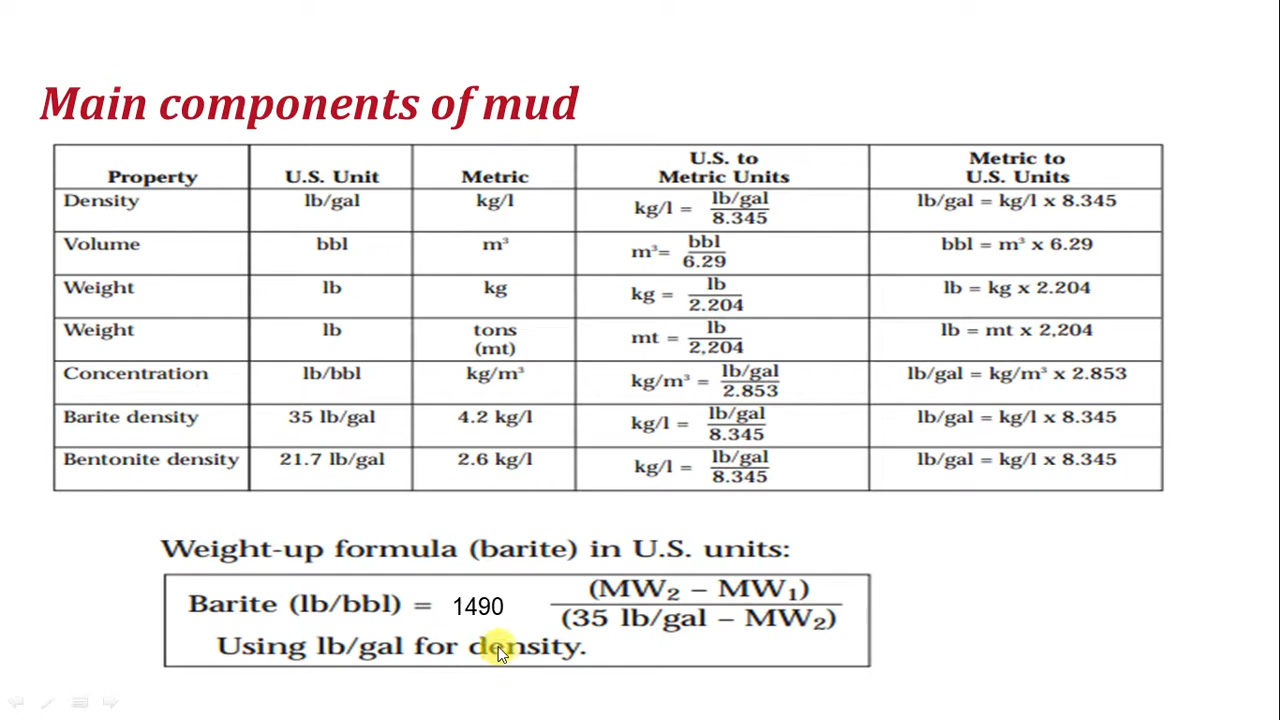 Main components of mud
Property U.S. Unit Metric U.S. to Metric Units Metric to U.S. Units
Density lb/gal kg/l kg/l = lb/gal / 8.345 lb/gal = kg/l x 8.345
Volume bbl m³ m³= bbl / 6.29 bbl = m³ x 6.29
Weight lb kg kg = lb / 2.204 lb = kg x 2.204
Weight lb tons (mt) mt = lb / 2,204 lb = mt x 2,204
Concentration lb/bbl kg/m³ kg/m³ = lb/gal / 2.853 lb/gal = kg/m³ x 2.853
Barite density 35 lb/gal 4.2 kg/l kg/l = lb/gal / 8.345 lb/gal = kg/l x 8.345
Bentonite density 21.7 lb/gal 2.6 kg/l kg/l = lb/gal / 8.345 lb/gal = kg/l x 8.345
Weight-up formula (barite) in U.S. units:
Barite (lb/bbl) = 1490 (MW₂ – MW₁) / (35 lb/gal – MW₂)
Using lb/gal for density.